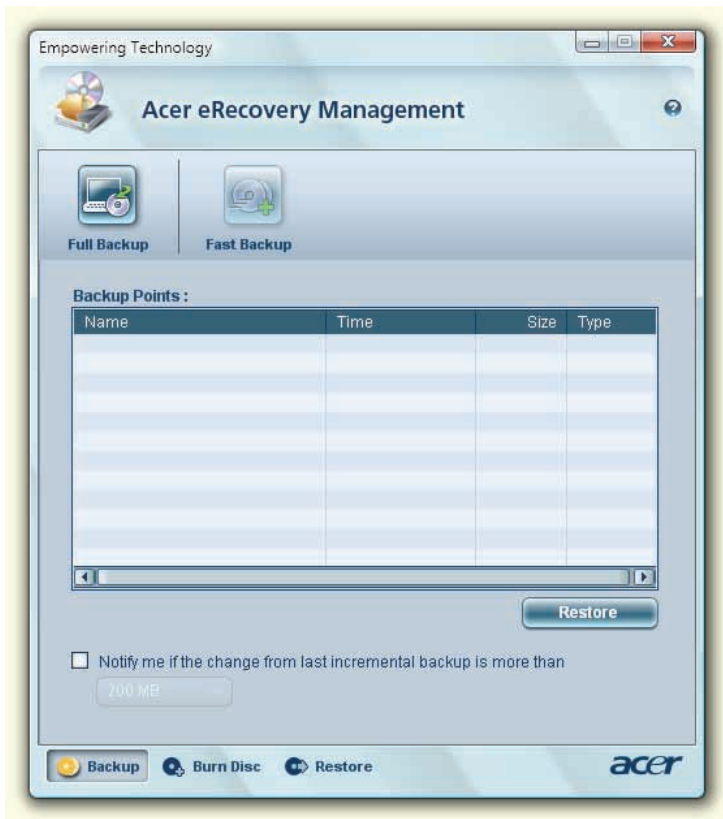 Empowering Technology
Acer eRecovery Management
Full Backup Fast Backup
Backup Points :
Name Time Size Type
Restore
Notify me if the change from last incremental backup is more than
200 MB
Backup Burn Disc Restore acer